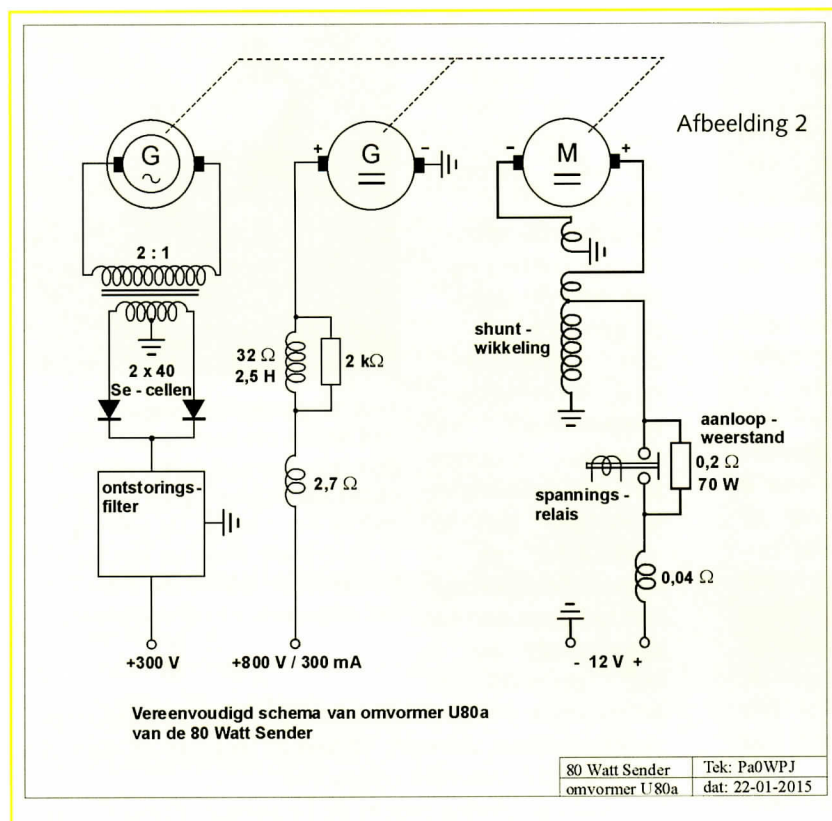 Afbeelding 2
G
~
+
-
G
=
-
+
M
=
2 : 1
2 x 40
Se - cellen
32 Ω
2,5 H
2 kΩ
shunt -
wikkeling
aanloop -
weerstand
0,2 Ω
70 W
spannings -
relais
ontstorings -
filter
2,7 Ω
0,04 Ω
+300 V
+800 V / 300 mA
- 12 V +
Vereenvoudigd schema van omvormer U80a
van de 80 Watt Sender
80 Watt Sender
Tek: Pa0WPJ
omvormer U80a
dat: 22-01-2015